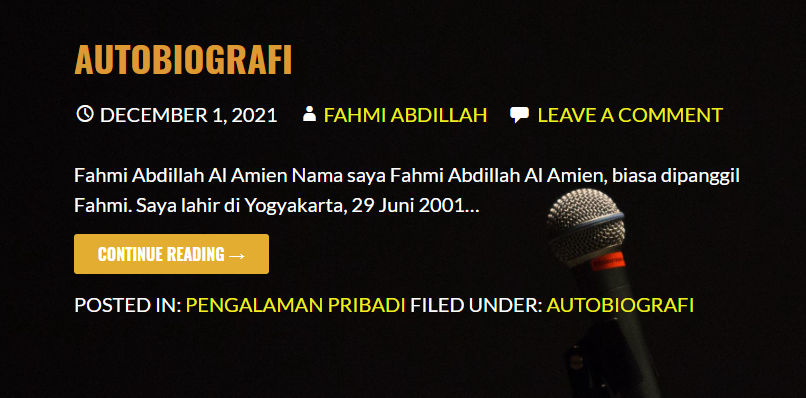 AUTOBIOGRAFI
DECEMBER 1, 2021 FAHMI ABDILLAH LEAVE A COMMENT
Fahmi Abdillah Al Amien Nama saya Fahmi Abdillah Al Amien, biasa dipanggil
Fahmi. Saya lahir di Yogyakarta, 29 Juni 2001…
CONTINUE READING →
POSTED IN: PENGALAMAN PRIBADI FILED UNDER: AUTOBIOGRAFI